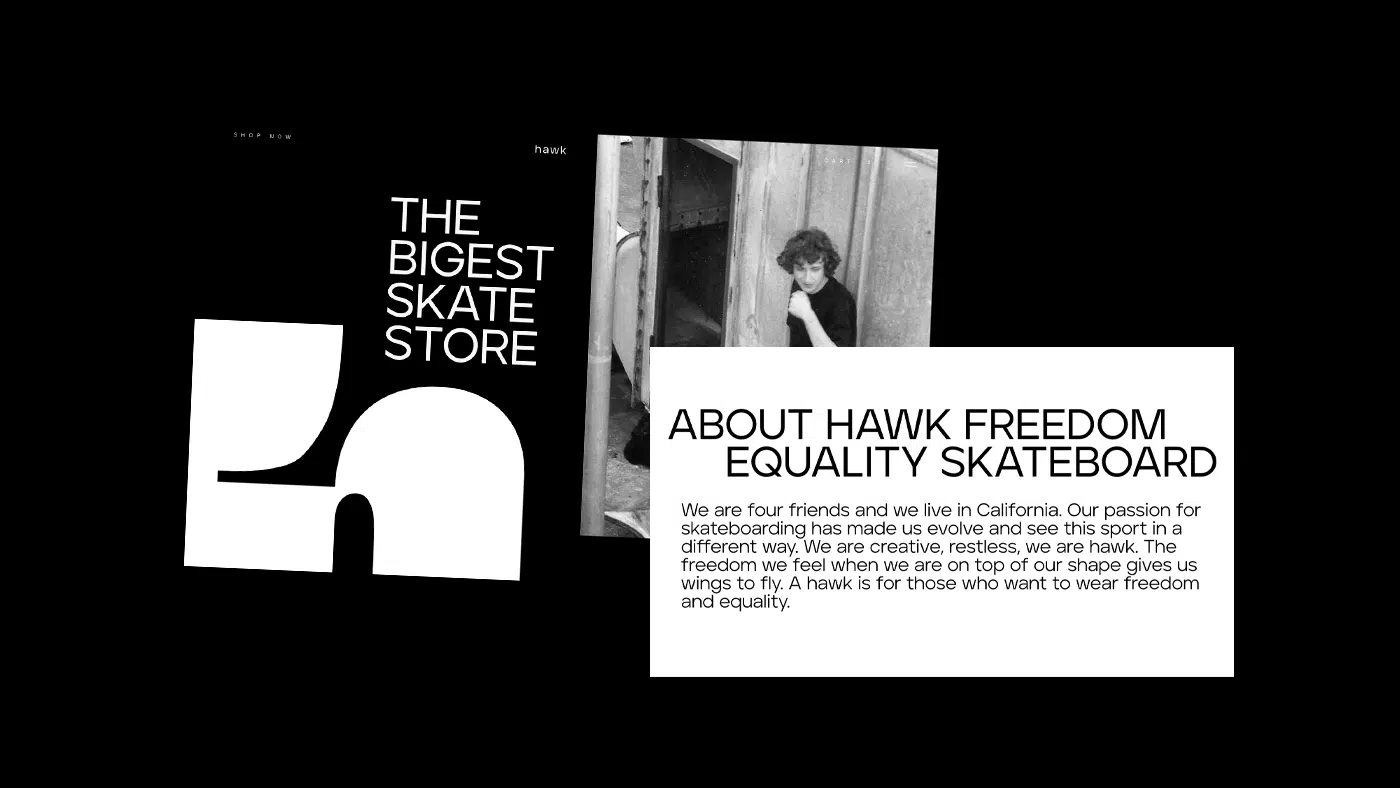 SHOP NOW
hawk
CART
THE
BIGEST
SKATE
STORE
ABOUT HAWK FREEDOM
EQUALITY SKATEBOARD
We are four friends and we live in California. Our passion for
skateboarding has made us evolve and see this sport in a
different way. We are creative, restless, we are hawk. The
freedom we feel when we are on top of our shape gives us
wings to fly. A hawk is for those who want to wear freedom
and equality.